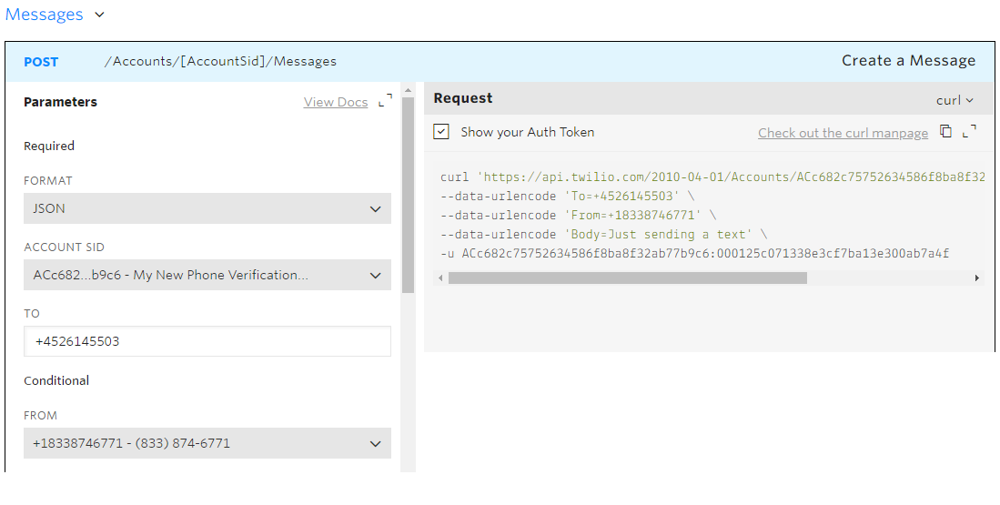 Messages
POST /Accounts/[AccountSid]/Messages Create a Message
Parameters View Docs
Required
FORMAT
JSON
ACCOUNT SID
ACc682...b9c6 - My New Phone Verification...
TO
+4526145503
Conditional
FROM
+18338746771 - (833) 874-6771
Request
curl
Show your Auth Token
Check out the curl manpage
curl 'https://api.twilio.com/2010-04-01/Accounts/ACc682c75752634586f8ba8f32
--data-urlencode 'To=+4526145503' \
--data-urlencode 'From=+18338746771' \
--data-urlencode 'Body=Just sending a text' \
-u ACc682c75752634586f8ba8f32ab77b9c6:000125c071338e3cf7ba13e300ab7a4f